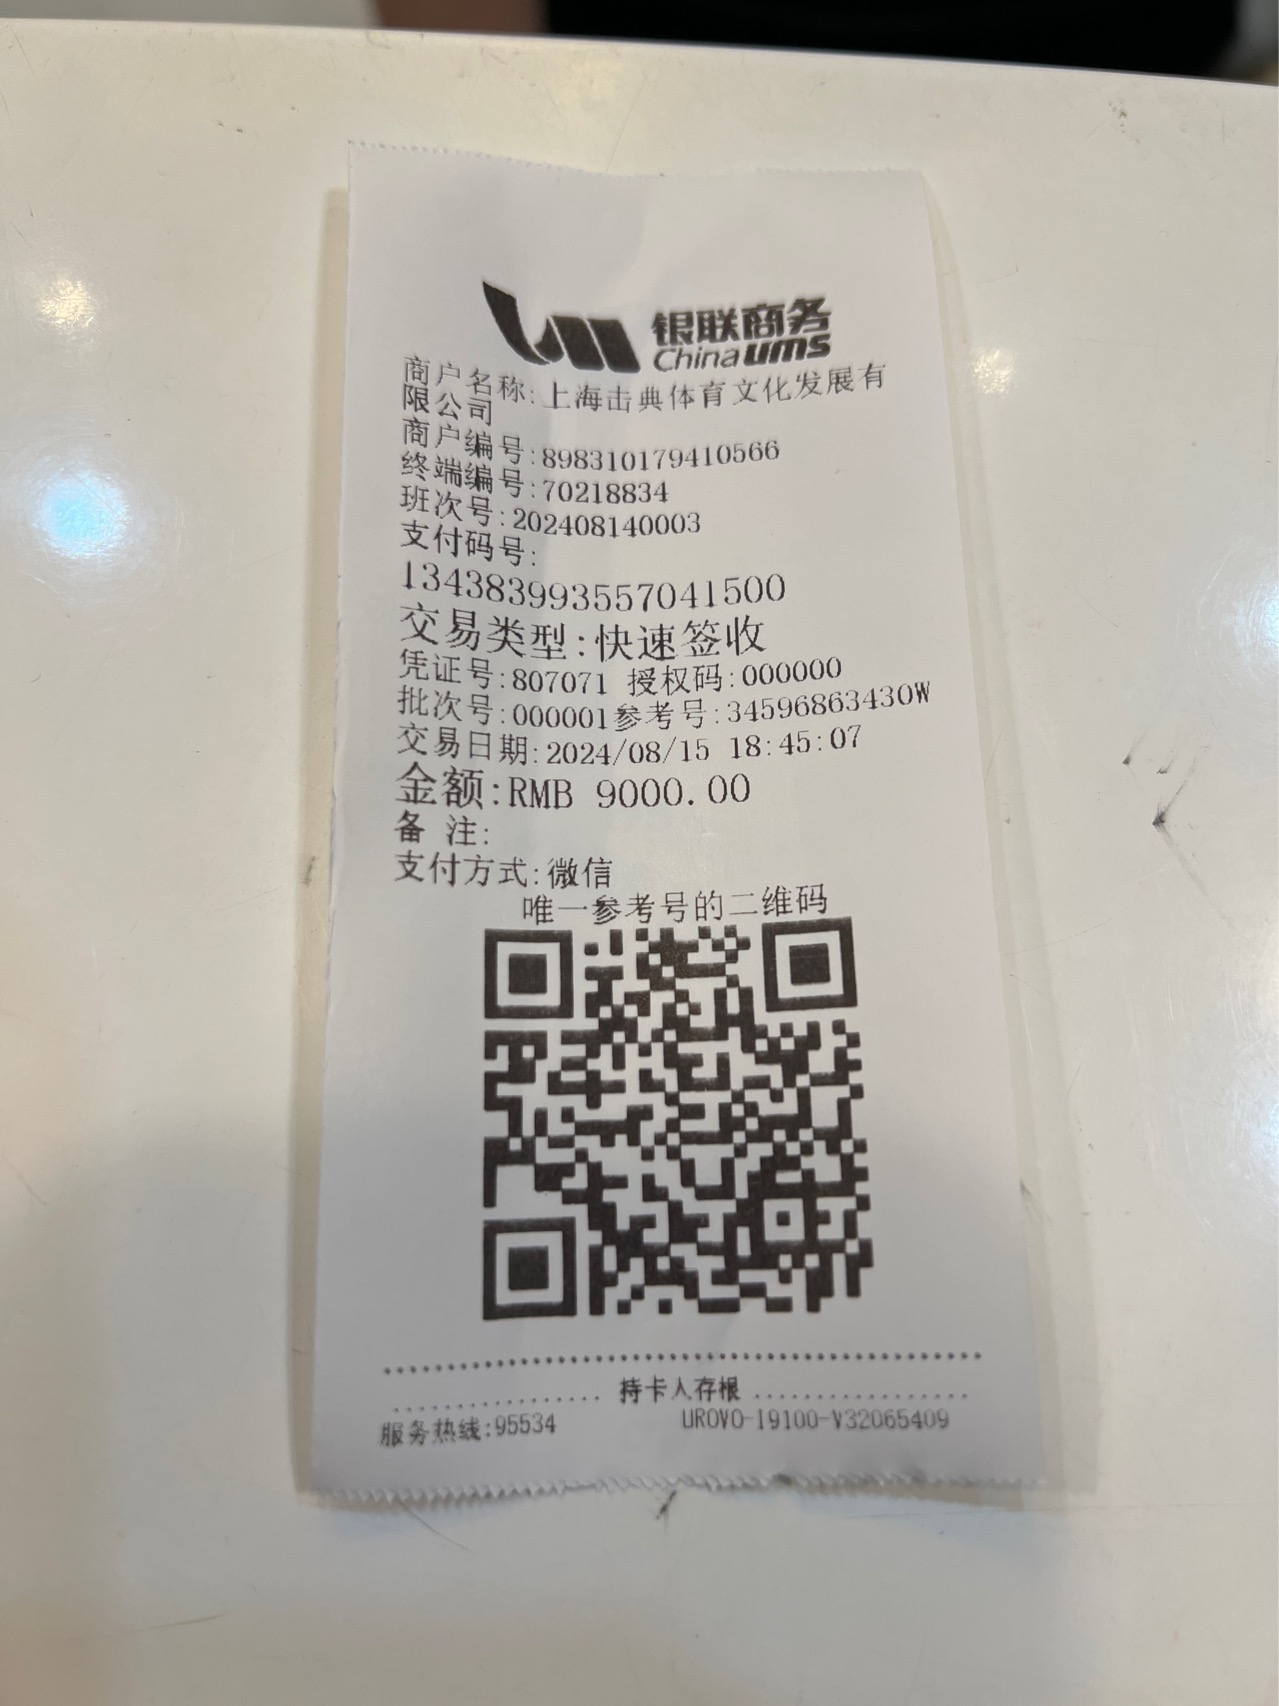 银联商务
Chinaums
商户名称:上海击典体育文化发展有
限公司
商户编号:898310179410566
终端编号:70218834
班次号:202408140003
支付码号:
134383993557041500
交易类型:快速签收
凭证号:807071 授权码:000000
批次号:000001参考号:34596863430W
交易日期:2024/08/15 18:45:07
金额:RMB 9000.00
备 注:
支付方式:微信
唯一参考号的二维码
持卡人存根
服务热线:95534 UROVO-I9100-V32065409